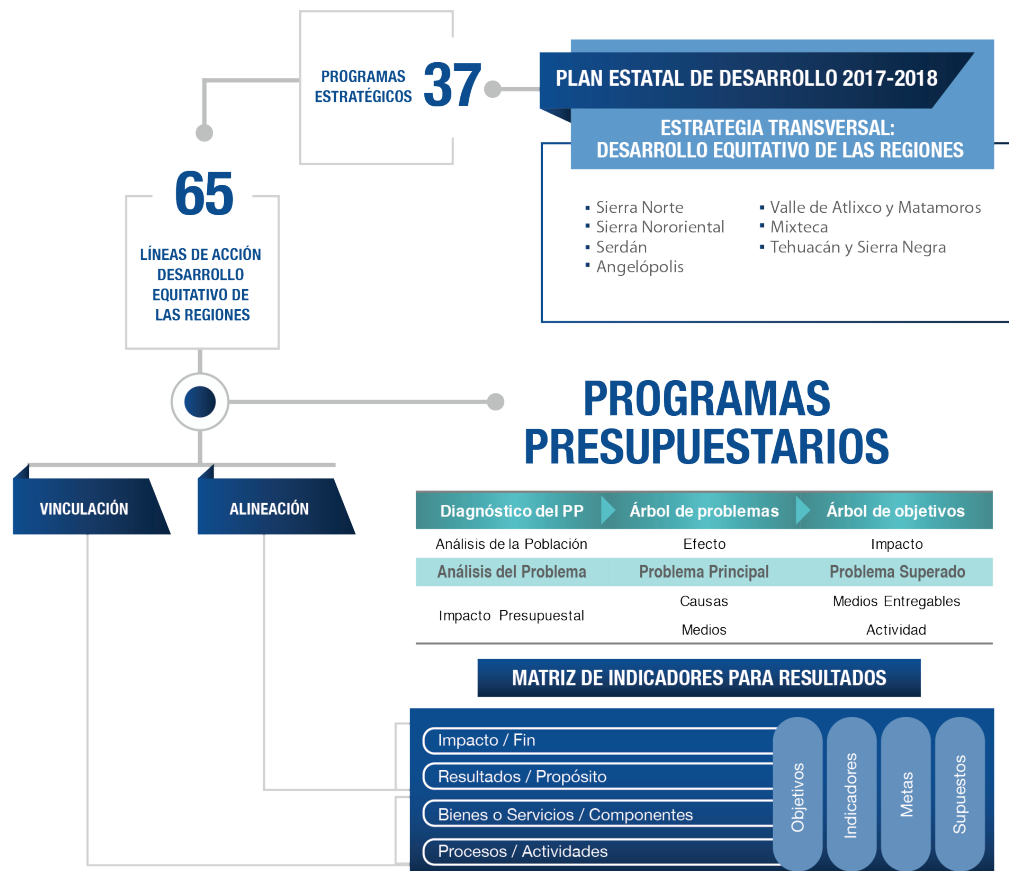 PROGRAMAS
ESTRATÉGICOS
37
PLAN ESTATAL DE DESARROLLO 2017-2018
ESTRATEGIA TRANSVERSAL:
DESARROLLO EQUITATIVO DE LAS REGIONES
▪ Sierra Norte
▪ Sierra Nororiental
▪ Serdán
▪ Angelópolis
▪ Valle de Atlixco y Matamoros
▪ Mixteca
▪ Tehuacán y Sierra Negra
65
LÍNEAS DE ACCIÓN
DESARROLLO
EQUITATIVO DE
LAS REGIONES
PROGRAMAS
PRESUPUESTARIOS
VINCULACIÓN
ALINEACIÓN
Diagnóstico del PP Árbol de problemas Árbol de objetivos
Análisis de la Población Efecto Impacto
Análisis del Problema Problema Principal Problema Superado
Impacto Presupuestal
Causas Medios Entregables
Medios Actividad
MATRIZ DE INDICADORES PARA RESULTADOS
Impacto / Fin
Resultados / Propósito
Bienes o Servicios / Componentes
Procesos / Actividades
Objetivos
Indicadores
Metas
Supuestos